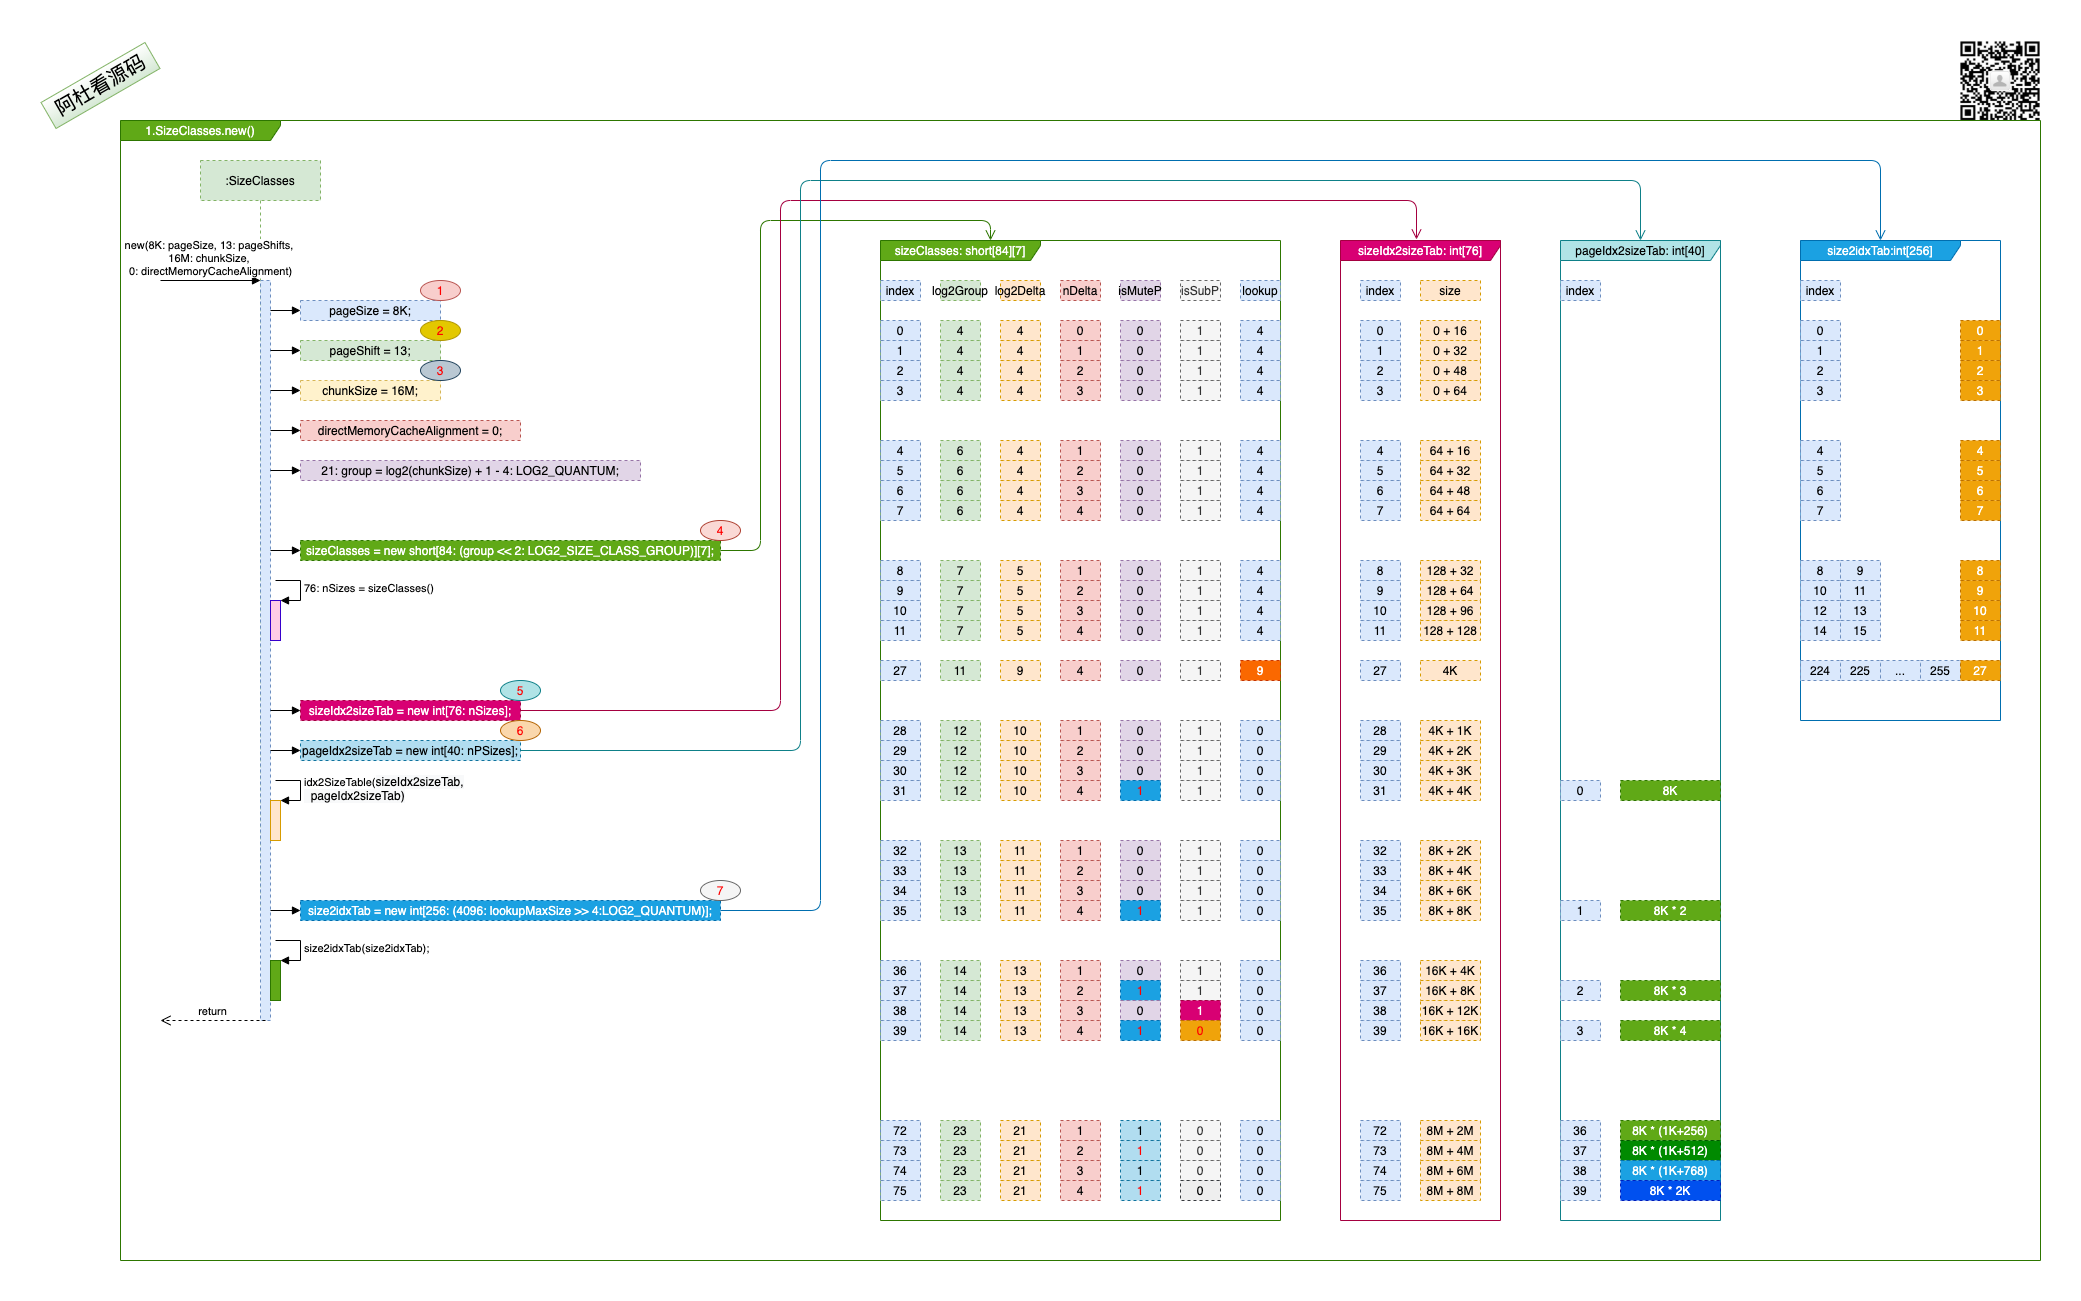 阿杜看源码
1.SizeClasses.new()
:SizeClasses
new(8K: pageSize, 13: pageShifts,
16M: chunkSize,
0: directMemoryCacheAlignment)
1
pageSize = 8K;
2
pageShift = 13;
3
chunkSize = 16M;
directMemoryCacheAlignment = 0;
21: group = log2(chunkSize) + 1 - 4: LOG2_QUANTUM;
4
sizeClasses = new short[84: (group << 2: LOG2_SIZE_CLASS_GROUP)][7];
76: nSizes = sizeClasses()
5
sizeIdx2sizeTab = new int[76: nSizes];
6
pageIdx2sizeTab = new int[40: nPSizes];
idx2SizeTable(sizeIdx2sizeTab,
pageIdx2sizeTab)
7
size2idxTab = new int[256: (4096: lookupMaxSize >> 4:LOG2_QUANTUM)];
size2idxTab(size2idxTab);
return
sizeClasses: short[84][7]
index log2Group log2Delta nDelta isMuteP isSubP lookup
0 4 4 0 0 1 4
1 4 4 1 0 1 4
2 4 4 2 0 1 4
3 4 4 3 0 1 4
4 6 4 1 0 1 4
5 6 4 2 0 1 4
6 6 4 3 0 1 4
7 6 4 4 0 1 4
8 7 5 1 0 1 4
9 7 5 2 0 1 4
10 7 5 3 0 1 4
11 7 5 4 0 1 4
27 11 9 4 0 1 9
28 12 10 1 0 1 0
29 12 10 2 0 1 0
30 12 10 3 0 1 0
31 12 10 4 1 1 0
32 13 11 1 0 1 0
33 13 11 2 0 1 0
34 13 11 3 0 1 0
35 13 11 4 1 1 0
36 14 13 1 0 1 0
37 14 13 2 1 1 0
38 14 13 3 0 1 0
39 14 13 4 1 0 0
72 23 21 1 1 0 0
73 23 21 2 1 0 0
74 23 21 3 1 0 0
75 23 21 4 1 0 0
sizeIdx2sizeTab: int[76]
index size
0 0 + 16
1 0 + 32
2 0 + 48
3 0 + 64
4 64 + 16
5 64 + 32
6 64 + 48
7 64 + 64
8 128 + 32
9 128 + 64
10 128 + 96
11 128 + 128
27 4K
28 4K + 1K
29 4K + 2K
30 4K + 3K
31 4K + 4K
32 8K + 2K
33 8K + 4K
34 8K + 6K
35 8K + 8K
36 16K + 4K
37 16K + 8K
38 16K + 12K
39 16K + 16K
72 8M + 2M
73 8M + 4M
74 8M + 6M
75 8M + 8M
pageIdx2sizeTab: int[40]
index
0 8K
1 8K * 2
2 8K * 3
3 8K * 4
36 8K * (1K+256)
37 8K * (1K+512)
38 8K * (1K+768)
39 8K * 2K
size2idxTab:int[256]
index
0 0
1 1
2 2
3 3
4 4
5 5
6 6
7 7
8 9 8
10 11 9
12 13 10
14 15 11
224 225 ... 255 27